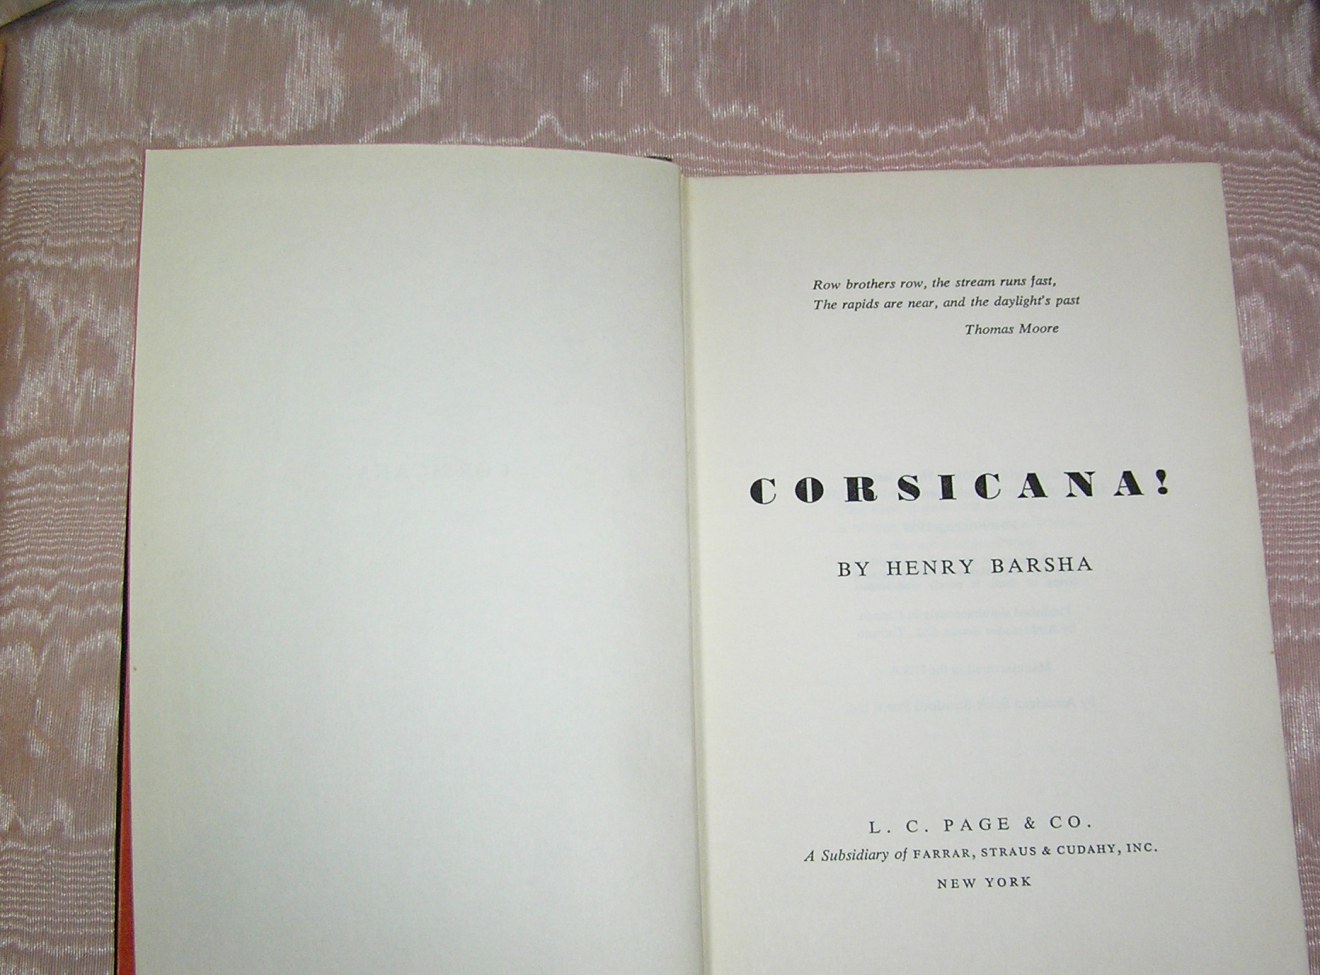 Row brothers row, the stream runs fast,
The rapids are near, and the daylight's past
Thomas Moore
CORSICANA!
BY HENRY BARSHA
L. C. PAGE & CO.
A Subsidiary of FARRAR, STRAUS & CUDAHY, INC.
NEW YORK